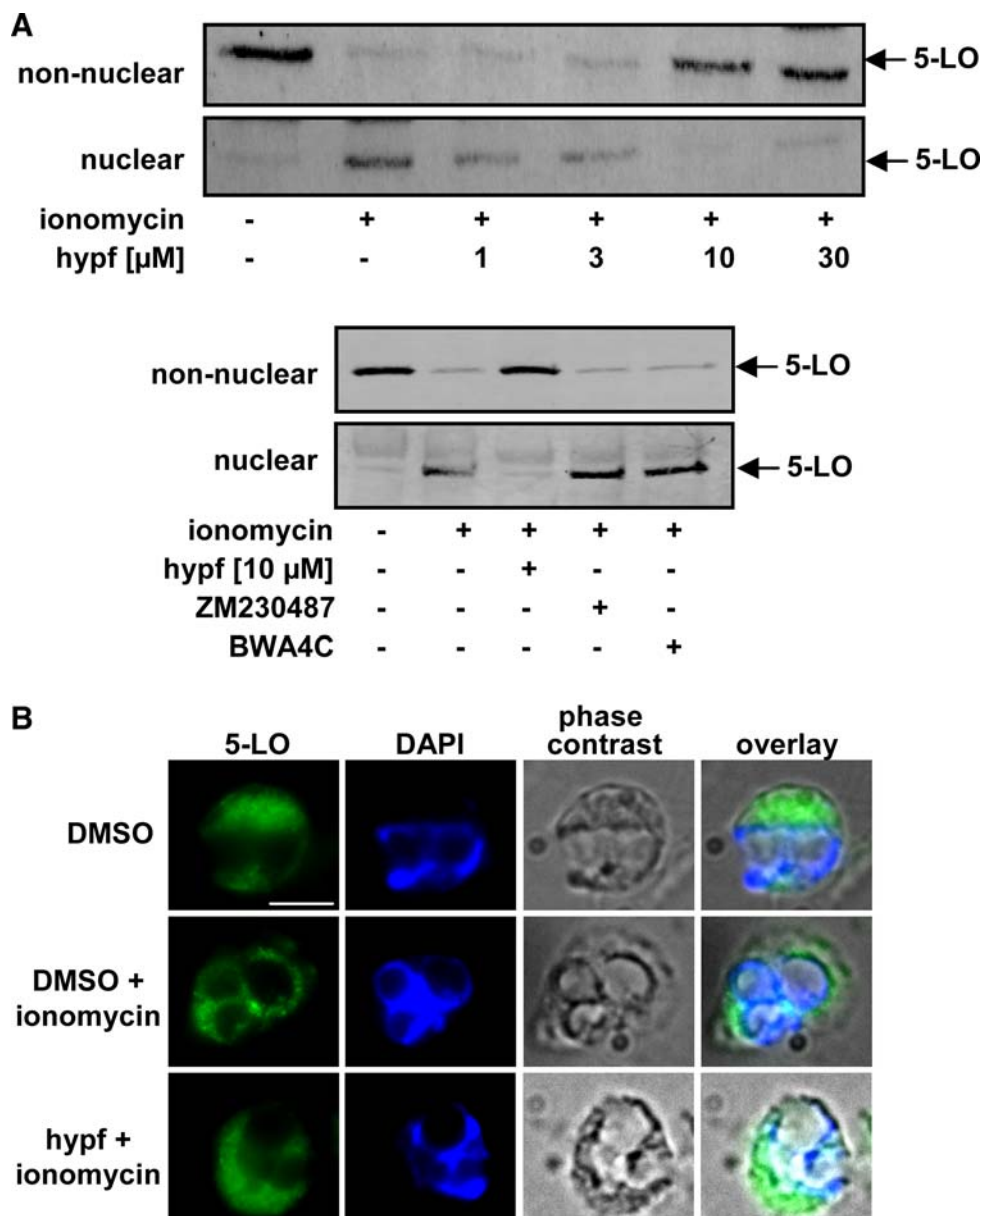 A
non-nuclear ← 5-LO
nuclear ← 5-LO
ionomycin - + + + + +
hypf [µM] - - 1 3 10 30
non-nuclear ← 5-LO
nuclear ← 5-LO
ionomycin - + + + +
hypf [10 µM] - - + - -
ZM230487 - - - + -
BWA4C - - - - +
B
5-LO DAPI phase contrast overlay
DMSO
DMSO +
ionomycin
hypf +
ionomycin